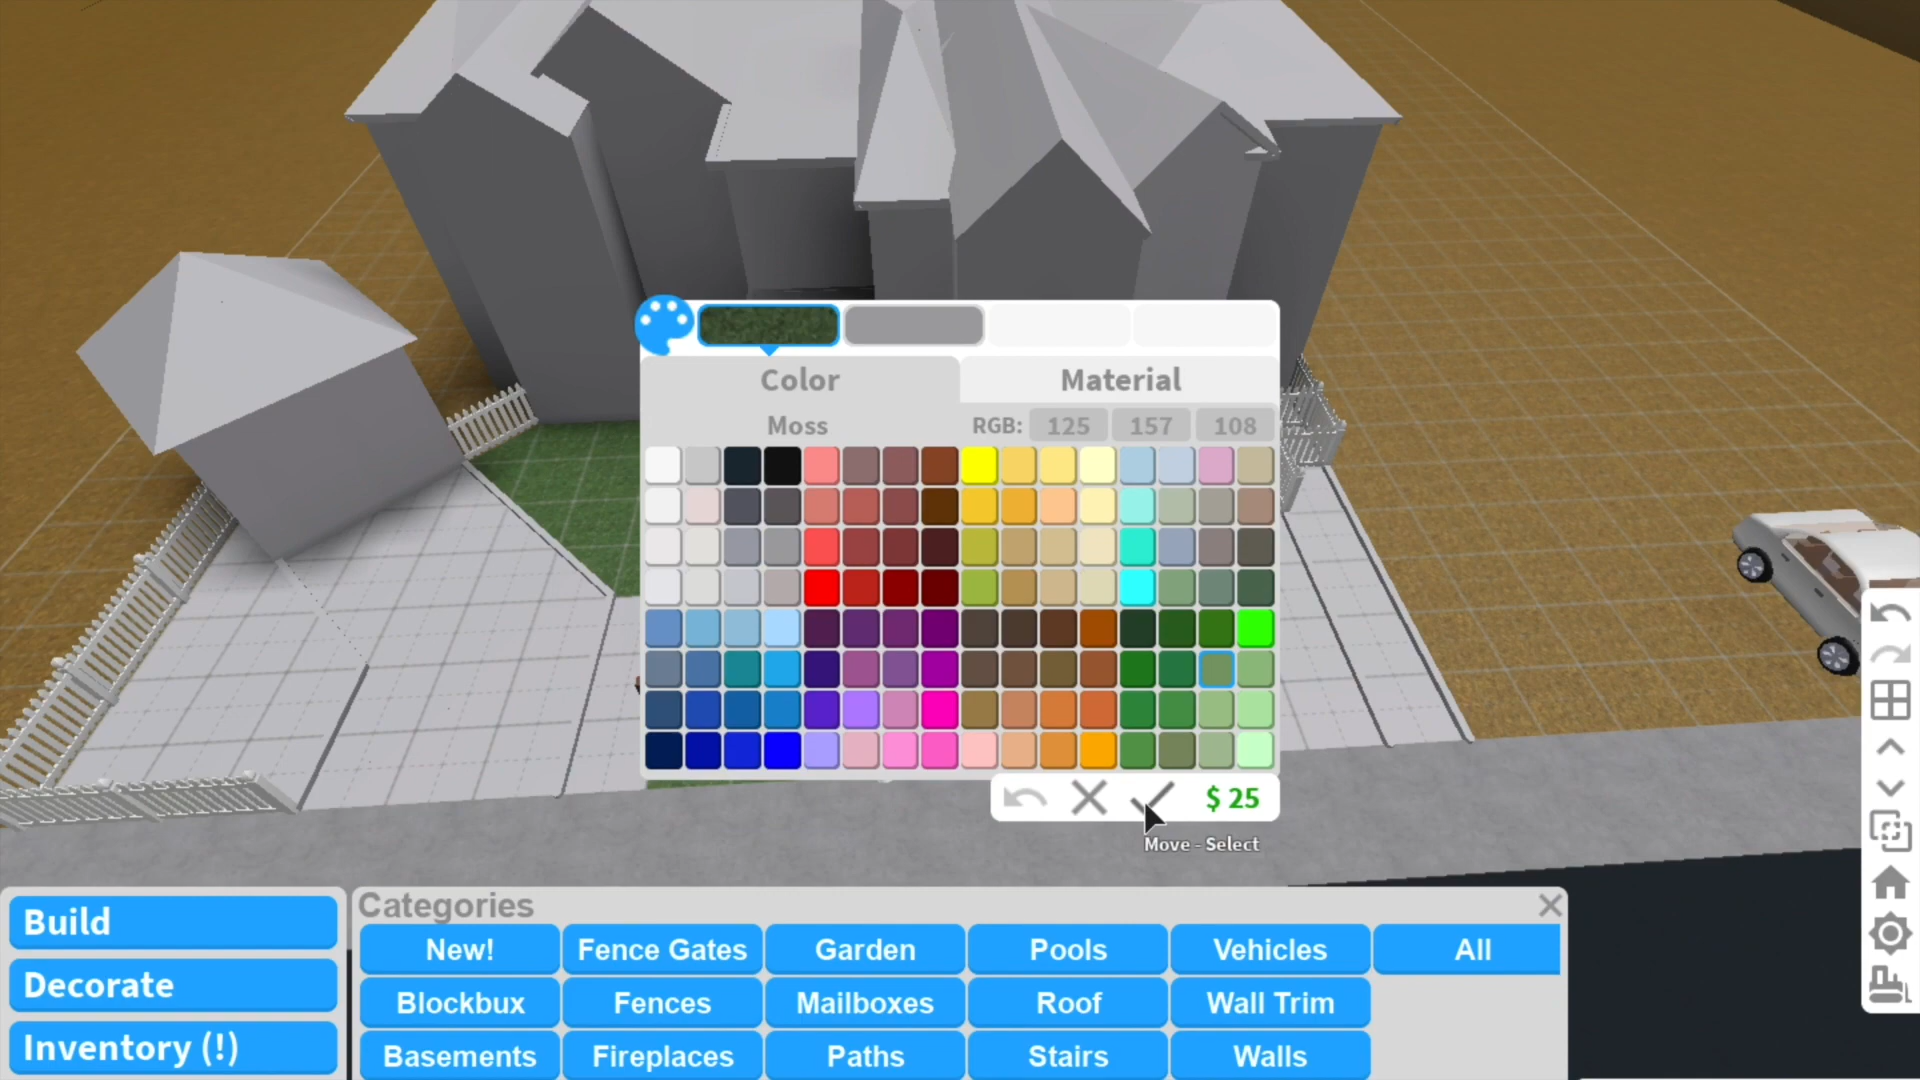 Color
Material
Moss
RGB: 125 157 108
$ 25
Move - Select
Build
Decorate
Inventory (!)
Categories
New!
Fence Gates
Garden
Pools
Vehicles
All
Blockbux
Fences
Mailboxes
Roof
Wall Trim
Basements
Fireplaces
Paths
Stairs
Walls